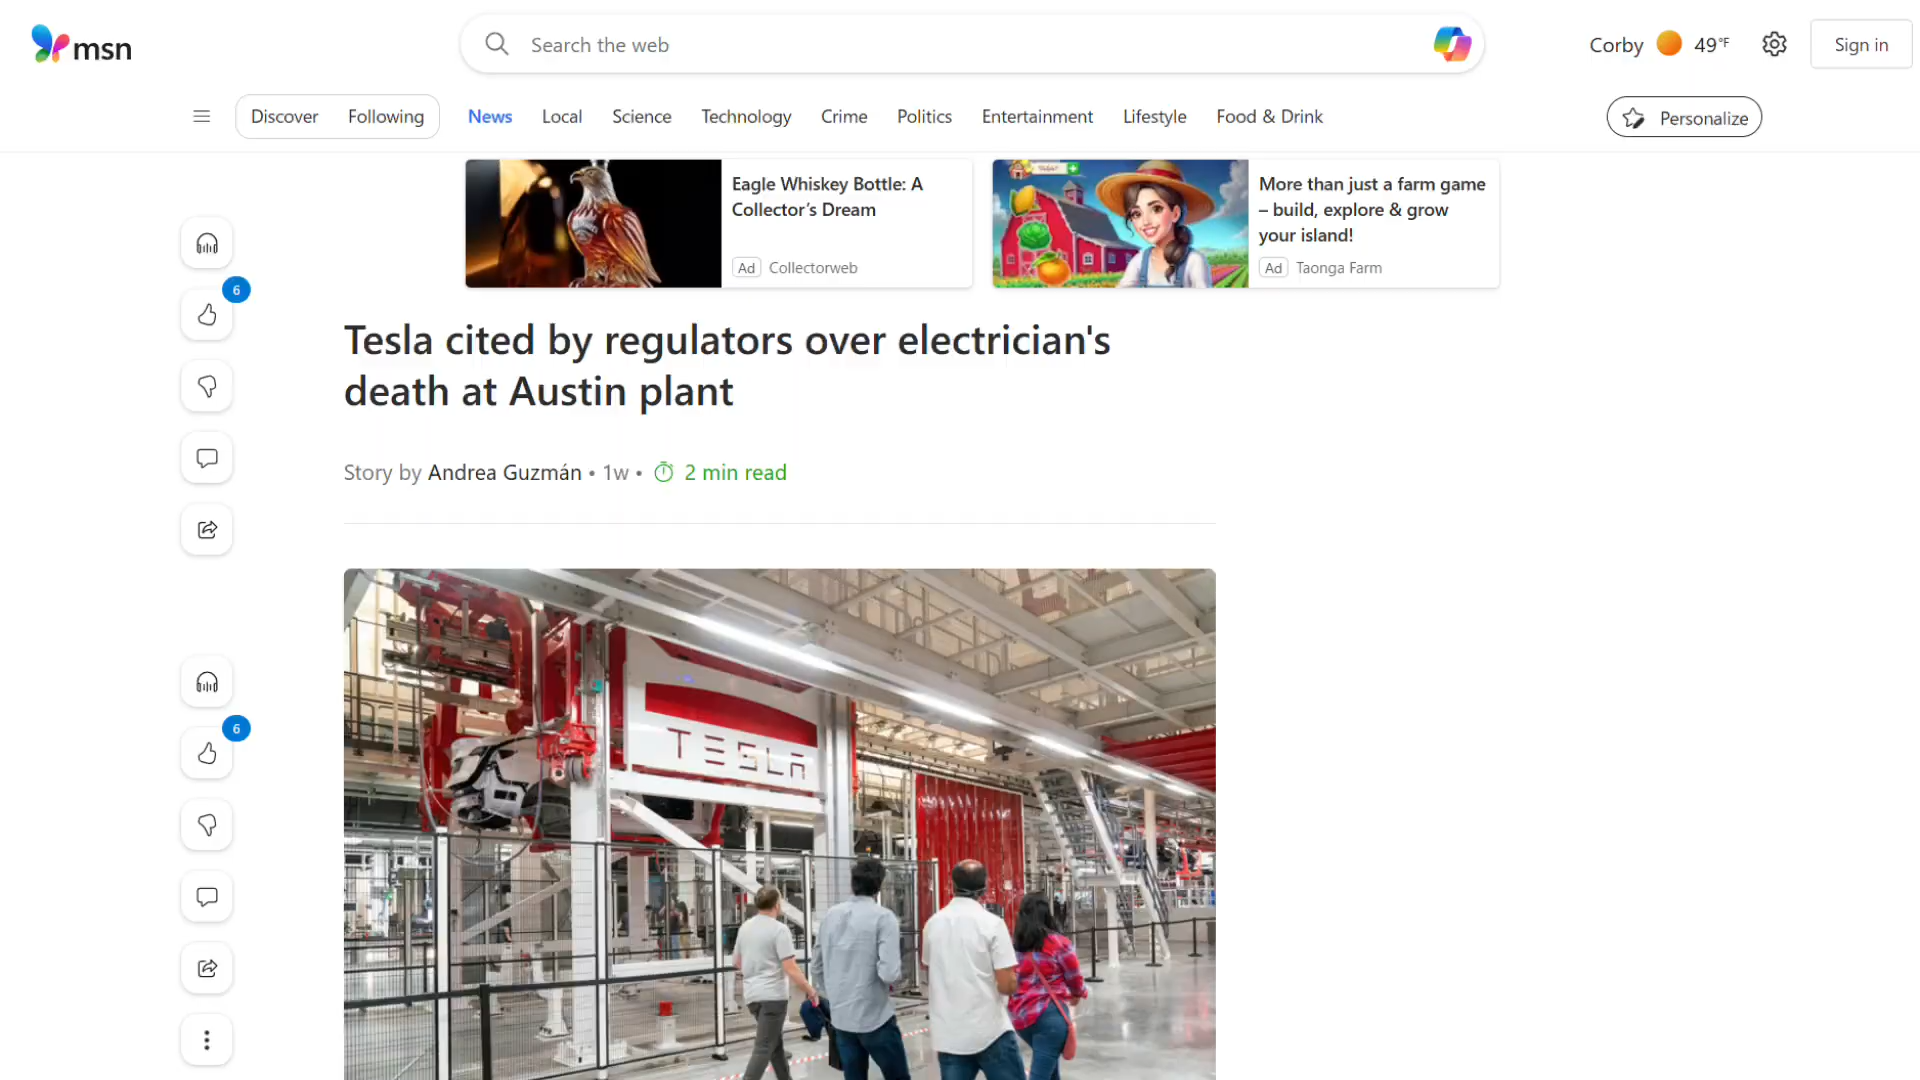 msn
Search the web
Corby
49°F
Sign in
Discover
Following
News
Local
Science
Technology
Crime
Politics
Entertainment
Lifestyle
Food & Drink
Personalize
Eagle Whiskey Bottle: A
Collector's Dream
Ad Collectorweb
More than just a farm game
– build, explore & grow
your island!
Ad Taonga Farm
6
Tesla cited by regulators over electrician's
death at Austin plant
Story by Andrea Guzmán • 1w • 2 min read
TESLA
6